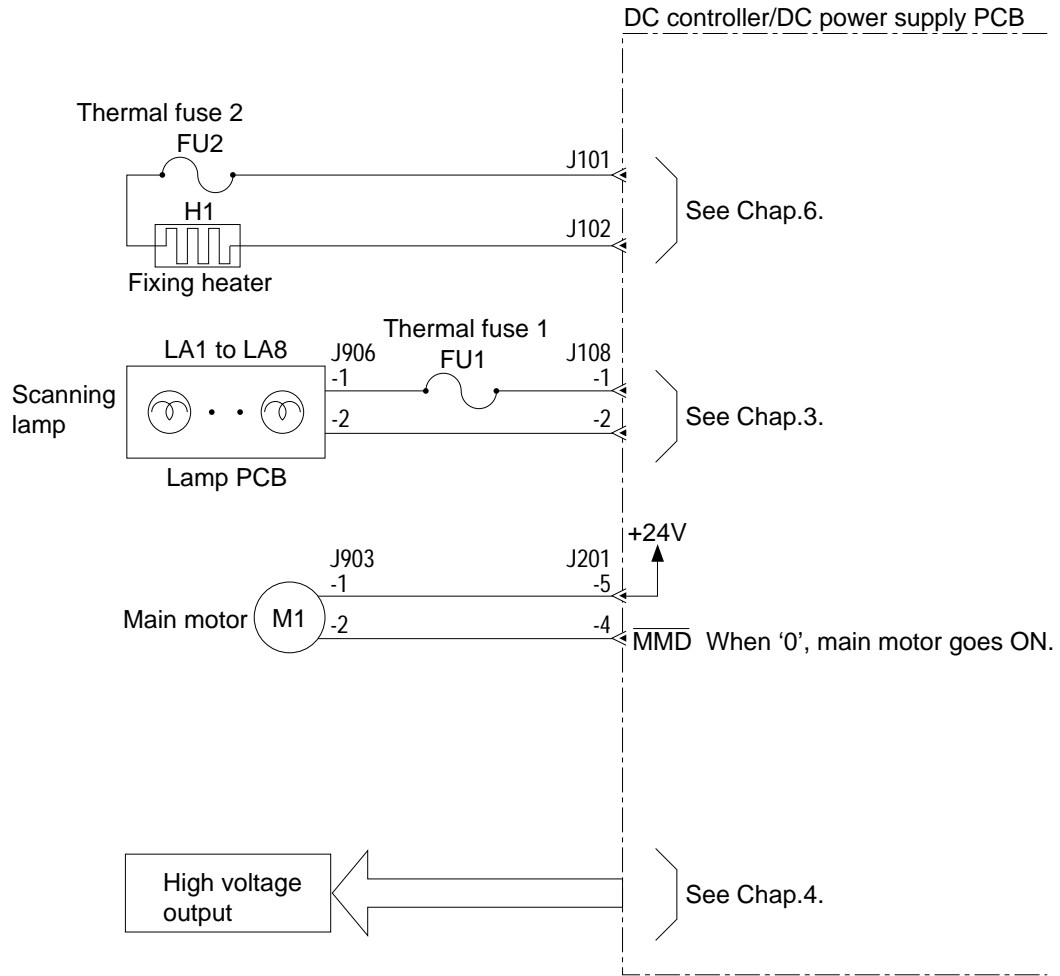 DC controller/DC power supply PCB
Thermal fuse 2
FU2
J101
H1
J102
See Chap.6.
Fixing heater
Thermal fuse 1
LA1 to LA8
J906
FU1
J108
-1
-1
Scanning
lamp
-2
-2
See Chap.3.
Lamp PCB
+24V
J903
J201
-1
-5
Main motor
M1
-2
-4
MMD When ‘0’, main motor goes ON.
High voltage
output
See Chap.4.